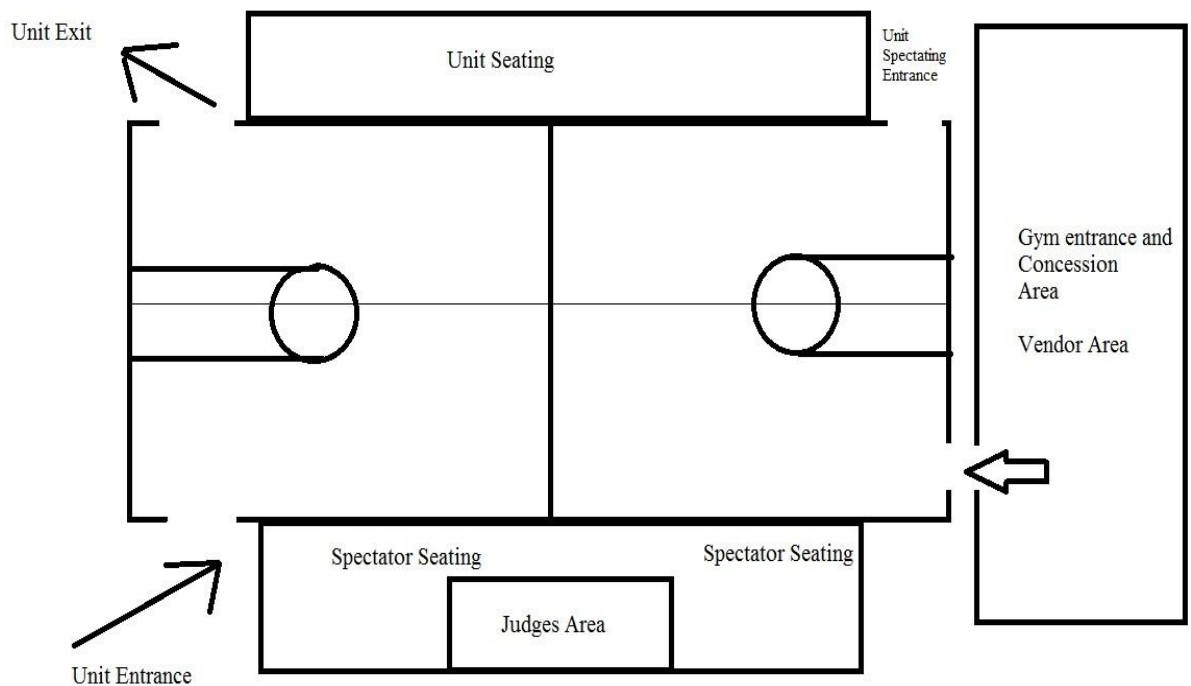 Unit Exit
Unit Seating
Unit
Spectating
Entrance
Gym entrance and
Concession
Area
Vendor Area
Spectator Seating
Spectator Seating
Judges Area
Unit Entrance